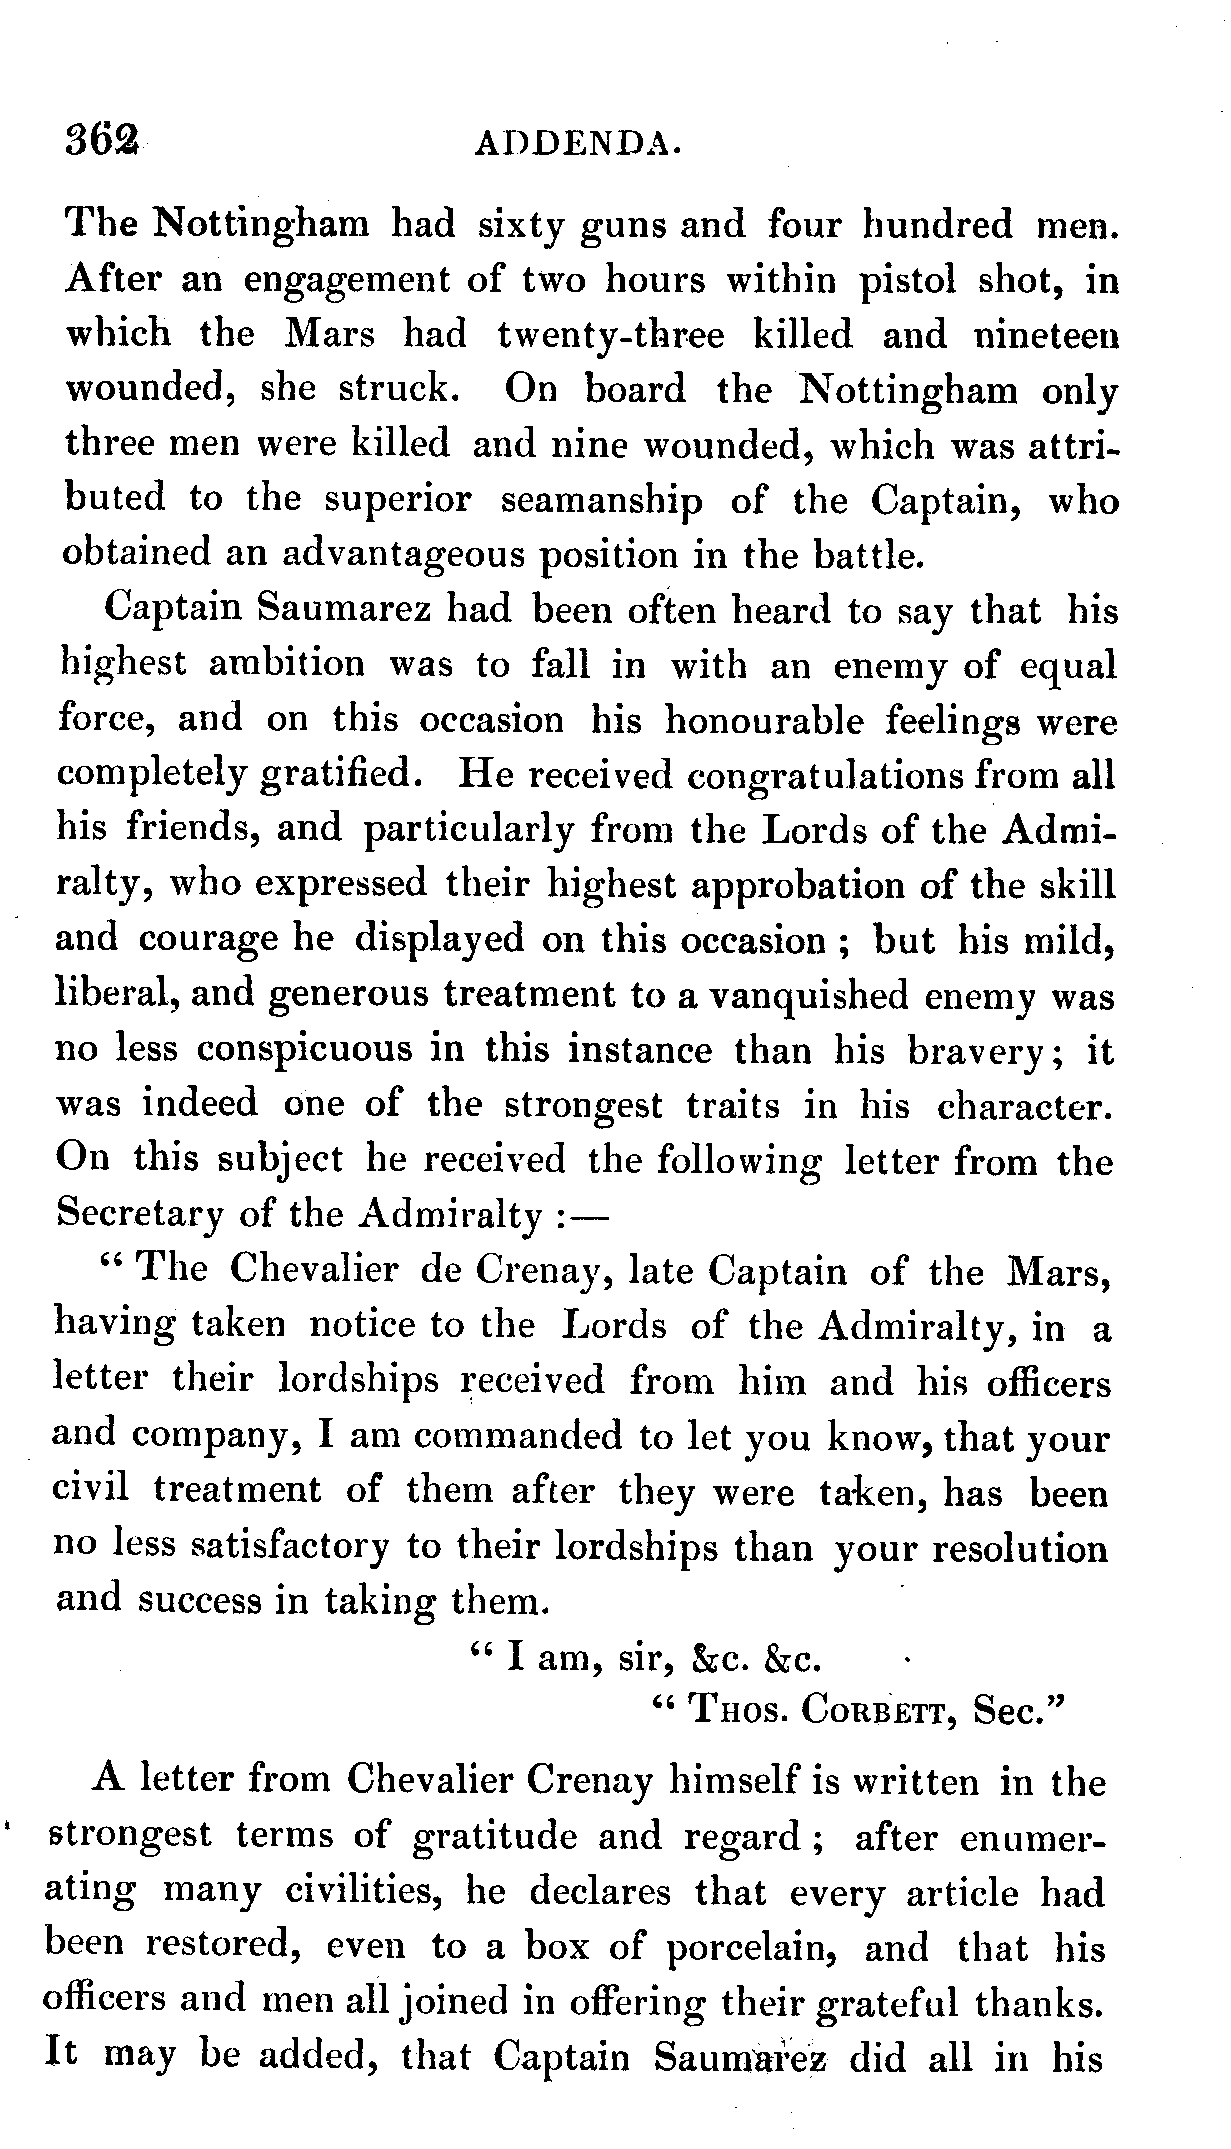 362 ADDENDA.
The Nottingham had sixty guns and four hundred men.
After an engagement of two hours within pistol shot, in
which the Mars had twenty-three killed and nineteen
wounded, she struck. On board the Nottingham only
three men were killed and nine wounded, which was attri-
buted to the superior seamanship of the Captain, who
obtained an advantageous position in the battle.
Captain Saumarez had been often heard to say that his
highest ambition was to fall in with an enemy of equal
force, and on this occasion his honourable feelings were
completely gratified. He received congratulations from all
his friends, and particularly from the Lords of the Admi-
ralty, who expressed their highest approbation of the skill
and courage he displayed on this occasion ; but his mild,
liberal, and generous treatment to a vanquished enemy was
no less conspicuous in this instance than his bravery ; it
was indeed one of the strongest traits in his character.
On this subject he received the following letter from the
Secretary of the Admiralty :—
“ The Chevalier de Crenay, late Captain of the Mars,
having taken notice to the Lords of the Admiralty, in a
letter their lordships received from him and his officers
and company, I am commanded to let you know, that your
civil treatment of them after they were taken, has been
no less satisfactory to their lordships than your resolution
and success in taking them.
“ I am, sir, &c. &c.
“ THOS. CORBETT, Sec.”
A letter from Chevalier Crenay himself is written in the
strongest terms of gratitude and regard ; after enumer-
ating many civilities, he declares that every article had
been restored, even to a box of porcelain, and that his
officers and men all joined in offering their grateful thanks.
It may be added, that Captain Saumarez did all in his